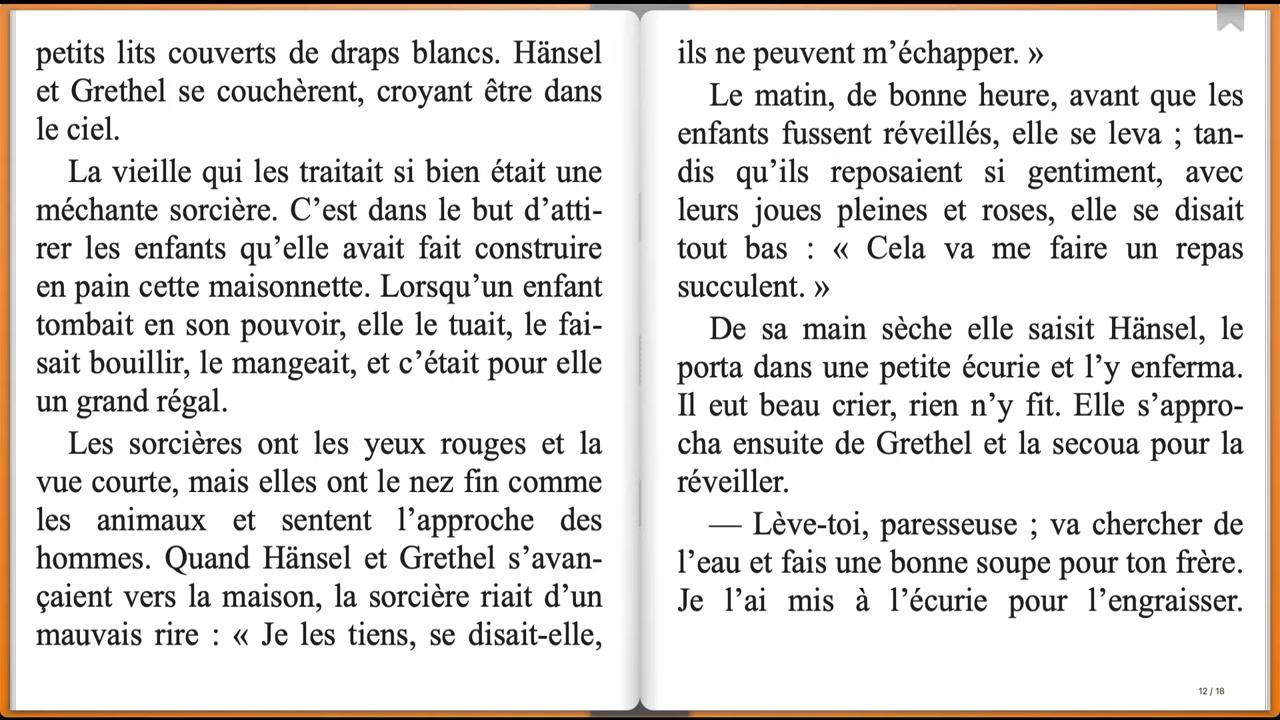 petits lits couverts de draps blancs. Hänsel
et Grethel se couchèrent, croyant être dans
le ciel.
La vieille qui les traitait si bien était une
méchante sorcière. C’est dans le but d’atti-
rer les enfants qu’elle avait fait construire
en pain cette maisonnette. Lorsqu’un enfant
tombait en son pouvoir, elle le tuait, le fai-
sait bouillir, le mangeait, et c’était pour elle
un grand régal.
Les sorcières ont les yeux rouges et la
vue courte, mais elles ont le nez fin comme
les animaux et sentent l’approche des
hommes. Quand Hänsel et Grethel s’avan-
çaient vers la maison, la sorcière riait d’un
mauvais rire : « Je les tiens, se disait-elle,
ils ne peuvent m’échapper. »
Le matin, de bonne heure, avant que les
enfants fussent réveillés, elle se leva ; tan-
dis qu’ils reposaient si gentiment, avec
leurs joues pleines et roses, elle se disait
tout bas : « Cela va me faire un repas
succulent. »
De sa main sèche elle saisit Hänsel, le
porta dans une petite écurie et l’y enferma.
Il eut beau crier, rien n’y fit. Elle s’appro-
cha ensuite de Grethel et la secoua pour la
réveiller.
— Lève-toi, paresseuse ; va chercher de
l’eau et fais une bonne soupe pour ton frère.
Je l’ai mis à l’écurie pour l’engraisser.
12 / 18